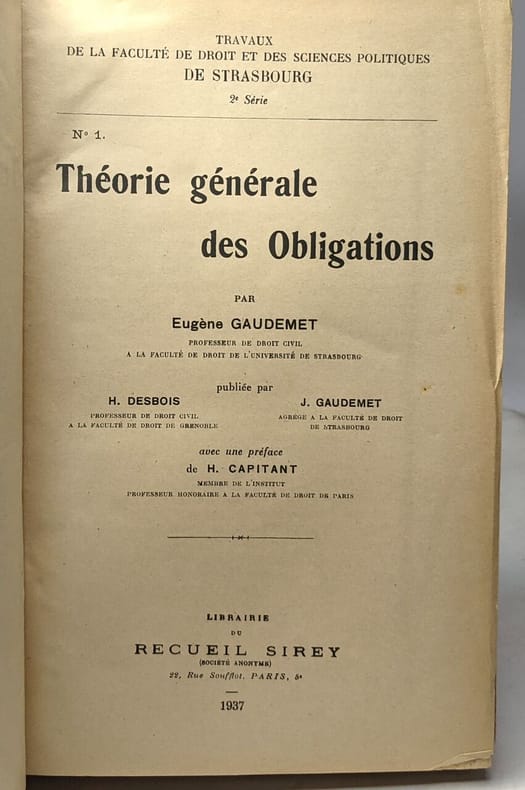 TRAVAUX
DE LA FACULTÉ DE DROIT ET DES SCIENCES POLITIQUES
DE STRASBOURG
2e Série
No 1.
Théorie générale
des Obligations
PAR
Eugène GAUDEMET
PROFESSEUR DE DROIT CIVIL
A LA FACULTÉ DE DROIT DE L'UNIVERSITÉ DE STRASBOURG
publiée par
H. DESBOIS
PROFESSEUR DE DROIT CIVIL
A LA FACULTÉ DE DROIT DE GRENOBLE
J. GAUDEMET
AGRÉGÉ A LA FACULTÉ DE DROIT
DE STRASBOURG
avec une préface
de H. CAPITANT
MEMBRE DE L'INSTITUT
PROFESSEUR HONORAIRE A LA FACULTÉ DE DROIT DE PARIS
LIBRAIRIE
DU
RECUEIL SIREY
(SOCIÉTÉ ANONYME)
22, Rue Soufflot, PARIS, 5e
1937